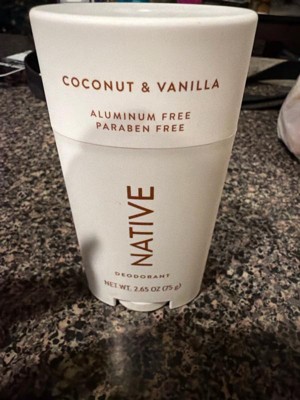 COCONUT & VANILLA
ALUMINUM FREE
PARABEN FREE
NATIVE
DEODORANT
NET WT. 2.65 OZ (75 g)